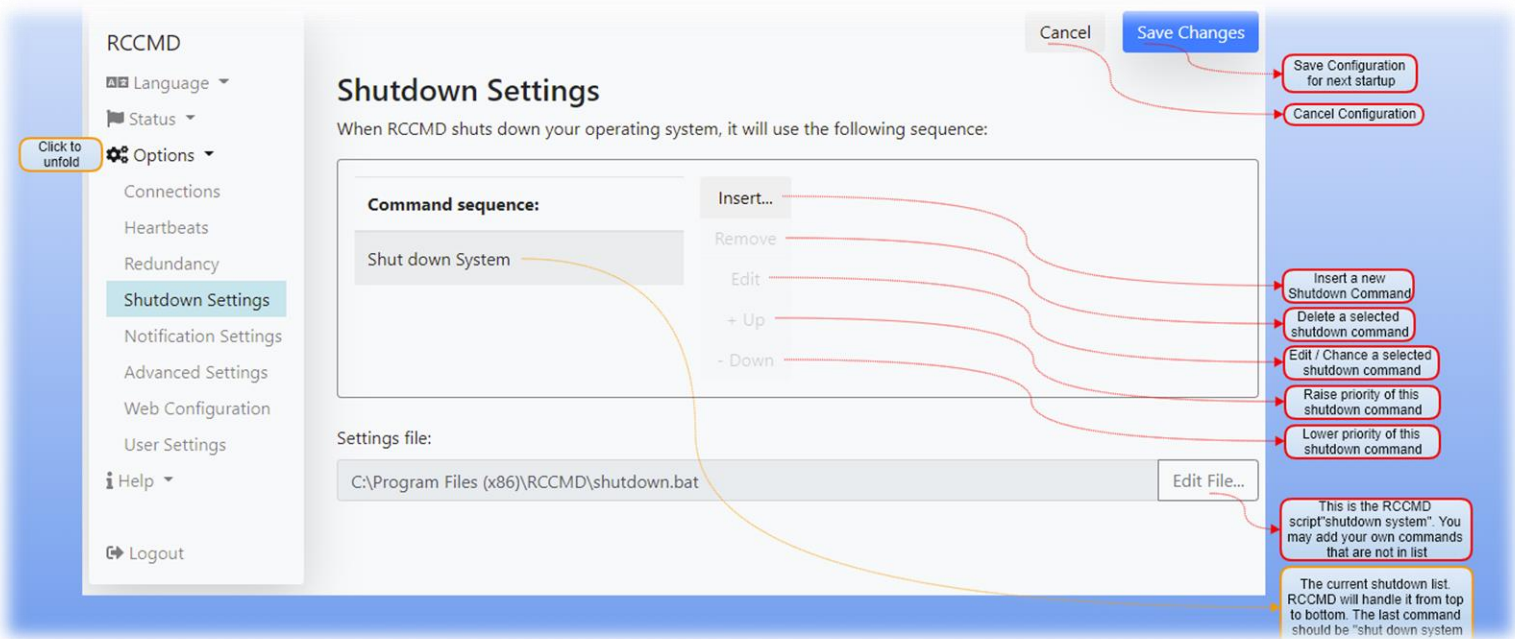 RCCMD
Language
Status
Click to
unfold
Options
Connections
Heartbeats
Redundancy
Shutdown Settings
Notification Settings
Advanced Settings
Web Configuration
User Settings
Help
Logout
Cancel
Save Changes
Shutdown Settings
When RCCMD shuts down your operating system, it will use the following sequence:
Command sequence:
Shut down System
Insert...
Remove
Edit
+ Up
- Down
Settings file:
C:\Program Files (x86)\RCCMD\shutdown.bat
Edit File...
Save Configuration
for next startup
Cancel Configuration
Insert a new
Shutdown Command
Delete a selected
shutdown command
Edit / Chance a selected
shutdown command
Raise priority of this
shutdown command
Lower priority of this
shutdown command
This is the RCCMD
script"shutdown system". You
may add your own commands
that are not in list
The current shutdown list.
RCCMD will handle it from top
to bottom. The last command
should be "shut down system